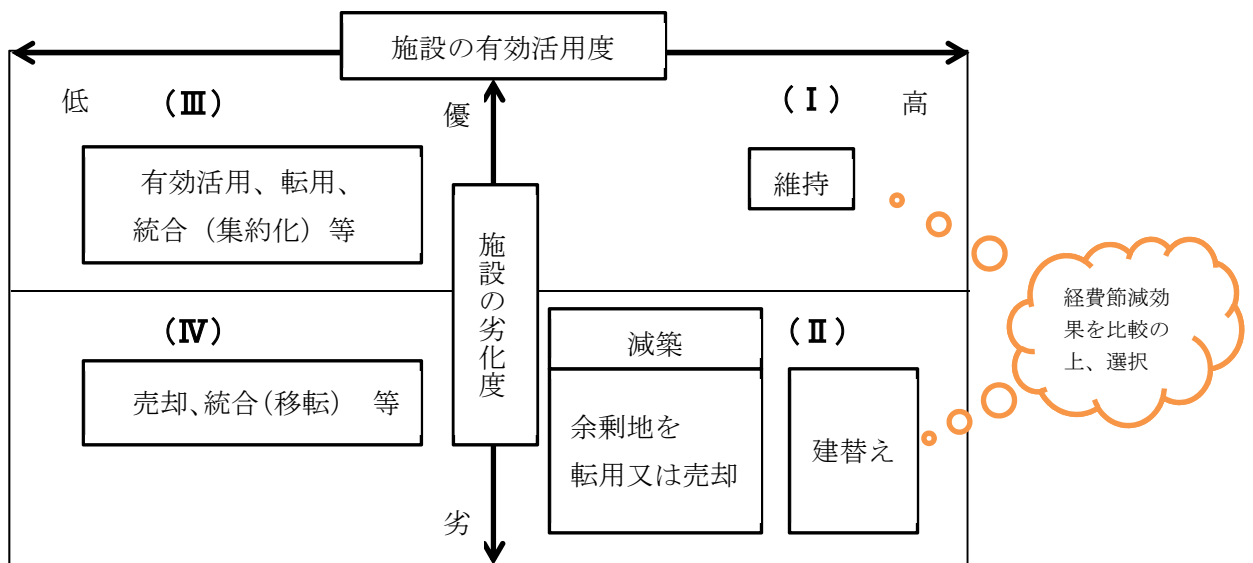 施設の有効活用度
低
(Ⅲ)
優
(Ⅰ)
高
有効活用、転用、
統合(集約化)等
維持
施設の劣化度
経費節減効
果を比較の
上、選択
(Ⅳ)
売却、統合(移転) 等
減築
余剰地を
転用又は売却
(Ⅱ)
建替え
劣